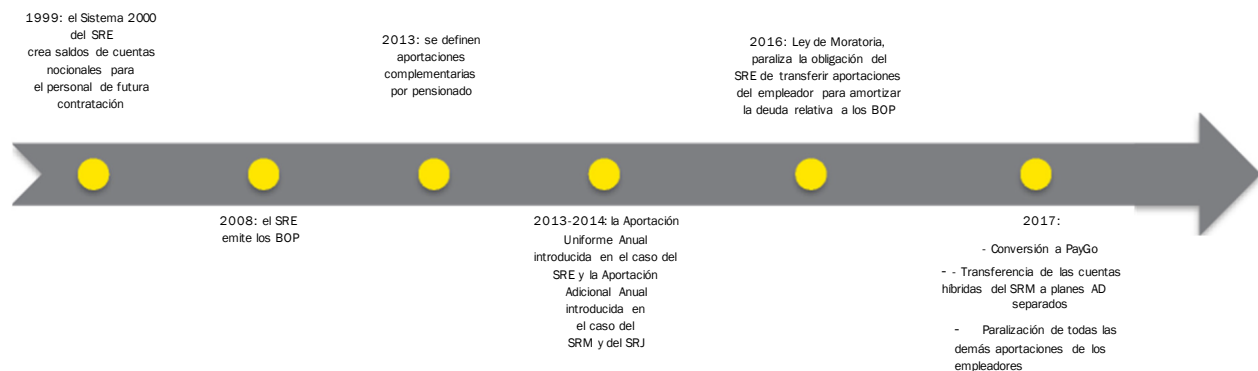 1999: el Sistema 2000
del SRE
crea saldos de cuentas
nocionales para
el personal de futura
contratación
2008: el SRE
emite los BOP
2013: se definen
aportaciones
complementarias
por pensionado
2013-2014: la Aportación
Uniforme Anual
introducida en el caso del
SRE y la Aportación
Adicional Anual
introducida en
el caso del
SRM y del SRJ
2016: Ley de Moratoria,
paraliza la obligación del
SRE de transferir aportaciones
del empleador para amortizar
la deuda relativa a los BOP
2017:
- Conversión a PayGo
- - Transferencia de las cuentas
híbridas del SRM a planes AD
separados
- Paralización de todas las
demás aportaciones de los
empleadores